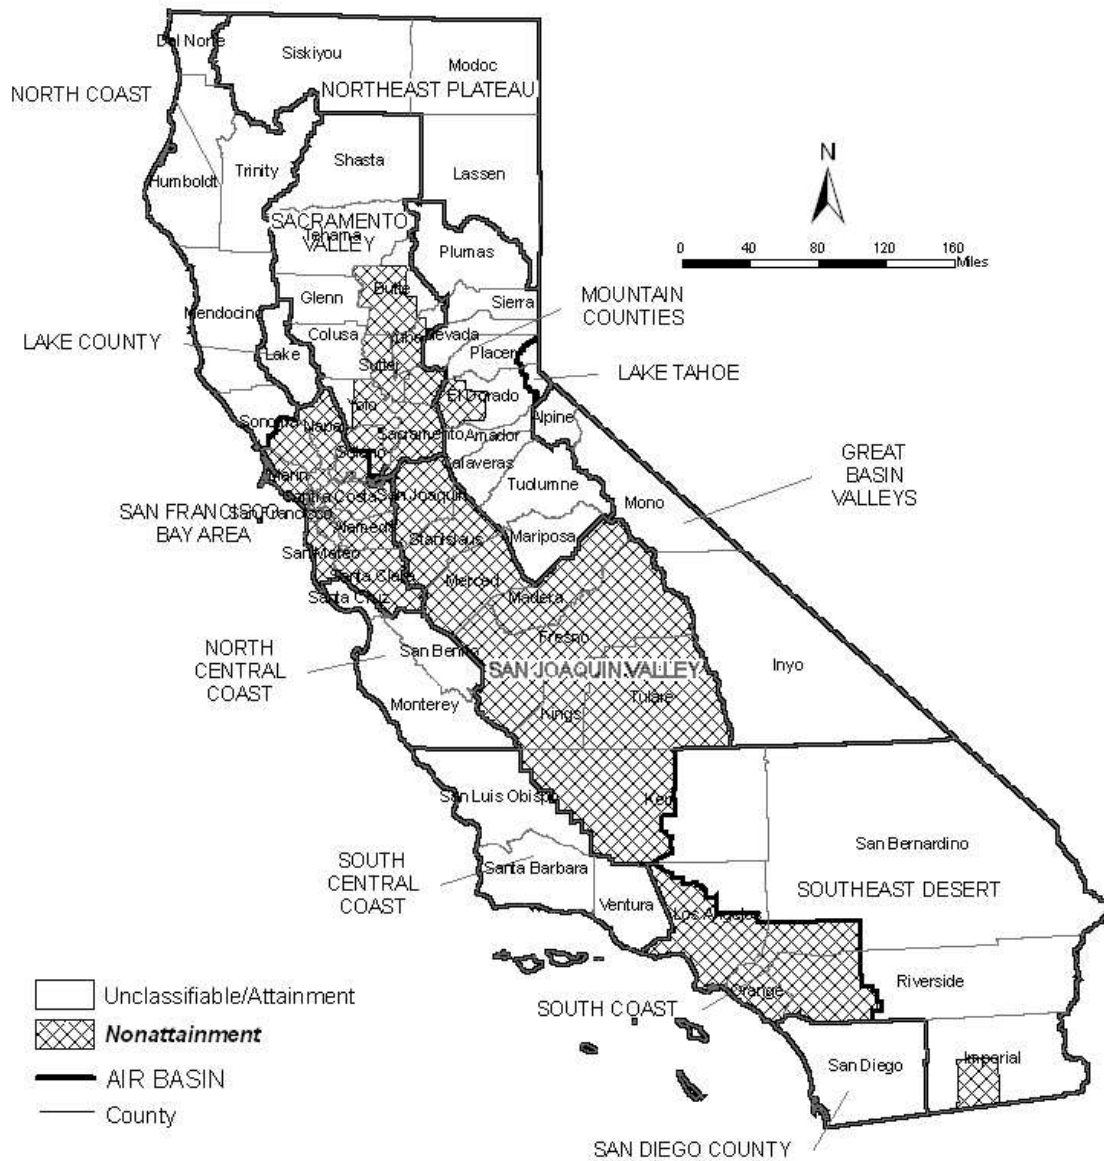 Del Norte
Siskiyou
Modoc
NORTH COAST
NORTHEAST PLATEAU
N
Shasta
Trinity
Lassen
Humboldt
SACRAMENTO
Tehama
VALLEY
Plumas
0 40 80 120 160
Miles
Butte
Glenn
Sierra
MOUNTAIN
COUNTIES
Mendocino
Colusa
Yuba
Nevada
LAKE COUNTY
Lake
Sutter
Placer
LAKE TAHOE
El Dorado
Yolo
Alpine
Sonoma
Napa
Sacramento
Amador
Solano
GREAT
BASIN
VALLEYS
Calaveras
Marin
Tuolumne
Contra Costa
San Joaquin
Mono
SAN FRANCISCO
BAY AREA
San Francisco
Alameda
Stanislaus
Mariposa
San Mateo
Santa Clara
Merced
Santa Cruz
Madera
Fresno
NORTH
CENTRAL
COAST
San Benito
SAN JOAQUIN VALLEY
Inyo
Tulare
Monterey
Kings
San Luis Obispo
Kern
San Bernardino
SOUTH
CENTRAL
COAST
Santa Barbara
SOUTHEAST DESERT
Ventura
Los Angeles
Riverside
Unclassifiable/Attainment
Orange
SOUTH COAST
Nonattainment
Imperial
San Diego
AIR BASIN
County
SAN DIEGO COUNTY